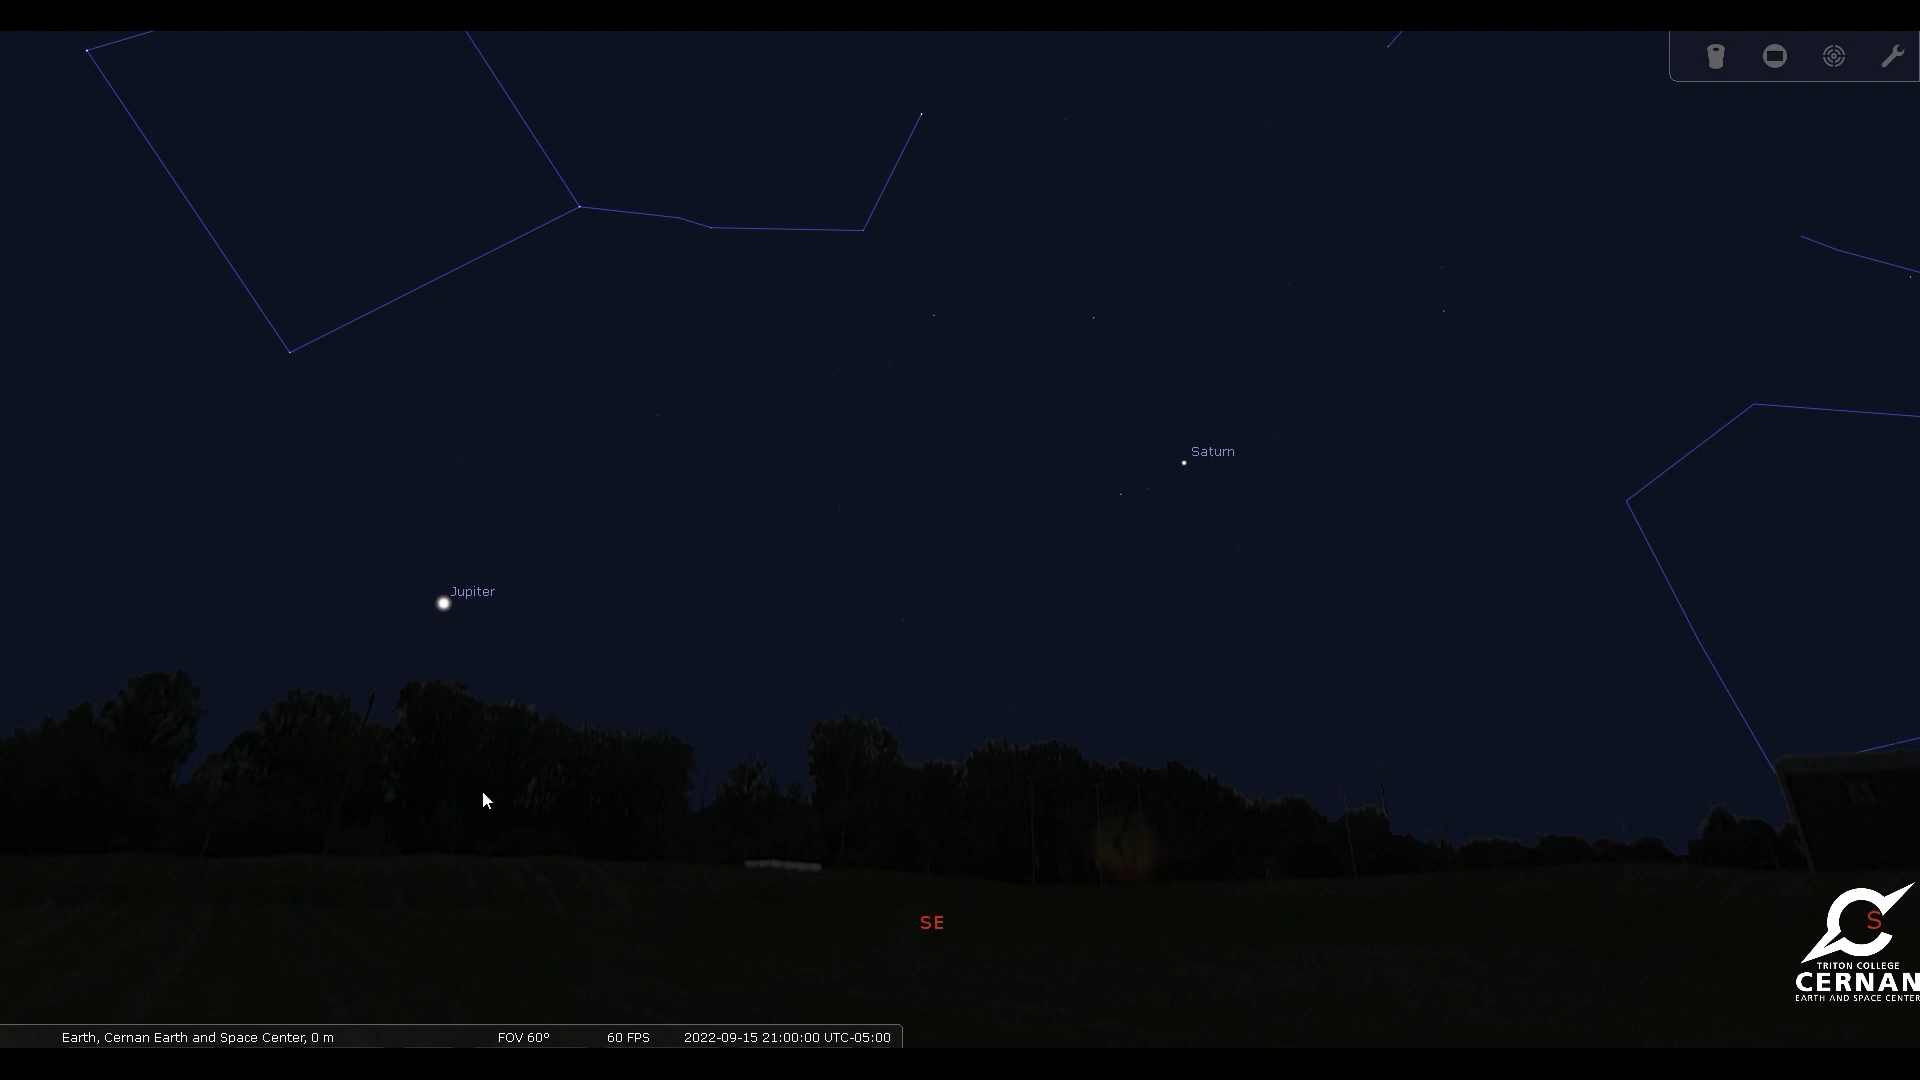 Saturn
Jupiter
SE
S
TRITON COLLEGE
CERNAN
EARTH AND SPACE CENTER
Earth, Cernan Earth and Space Center, 0 m FOV 60° 60 FPS 2022-09-15 21:00:00 UTC-05:00